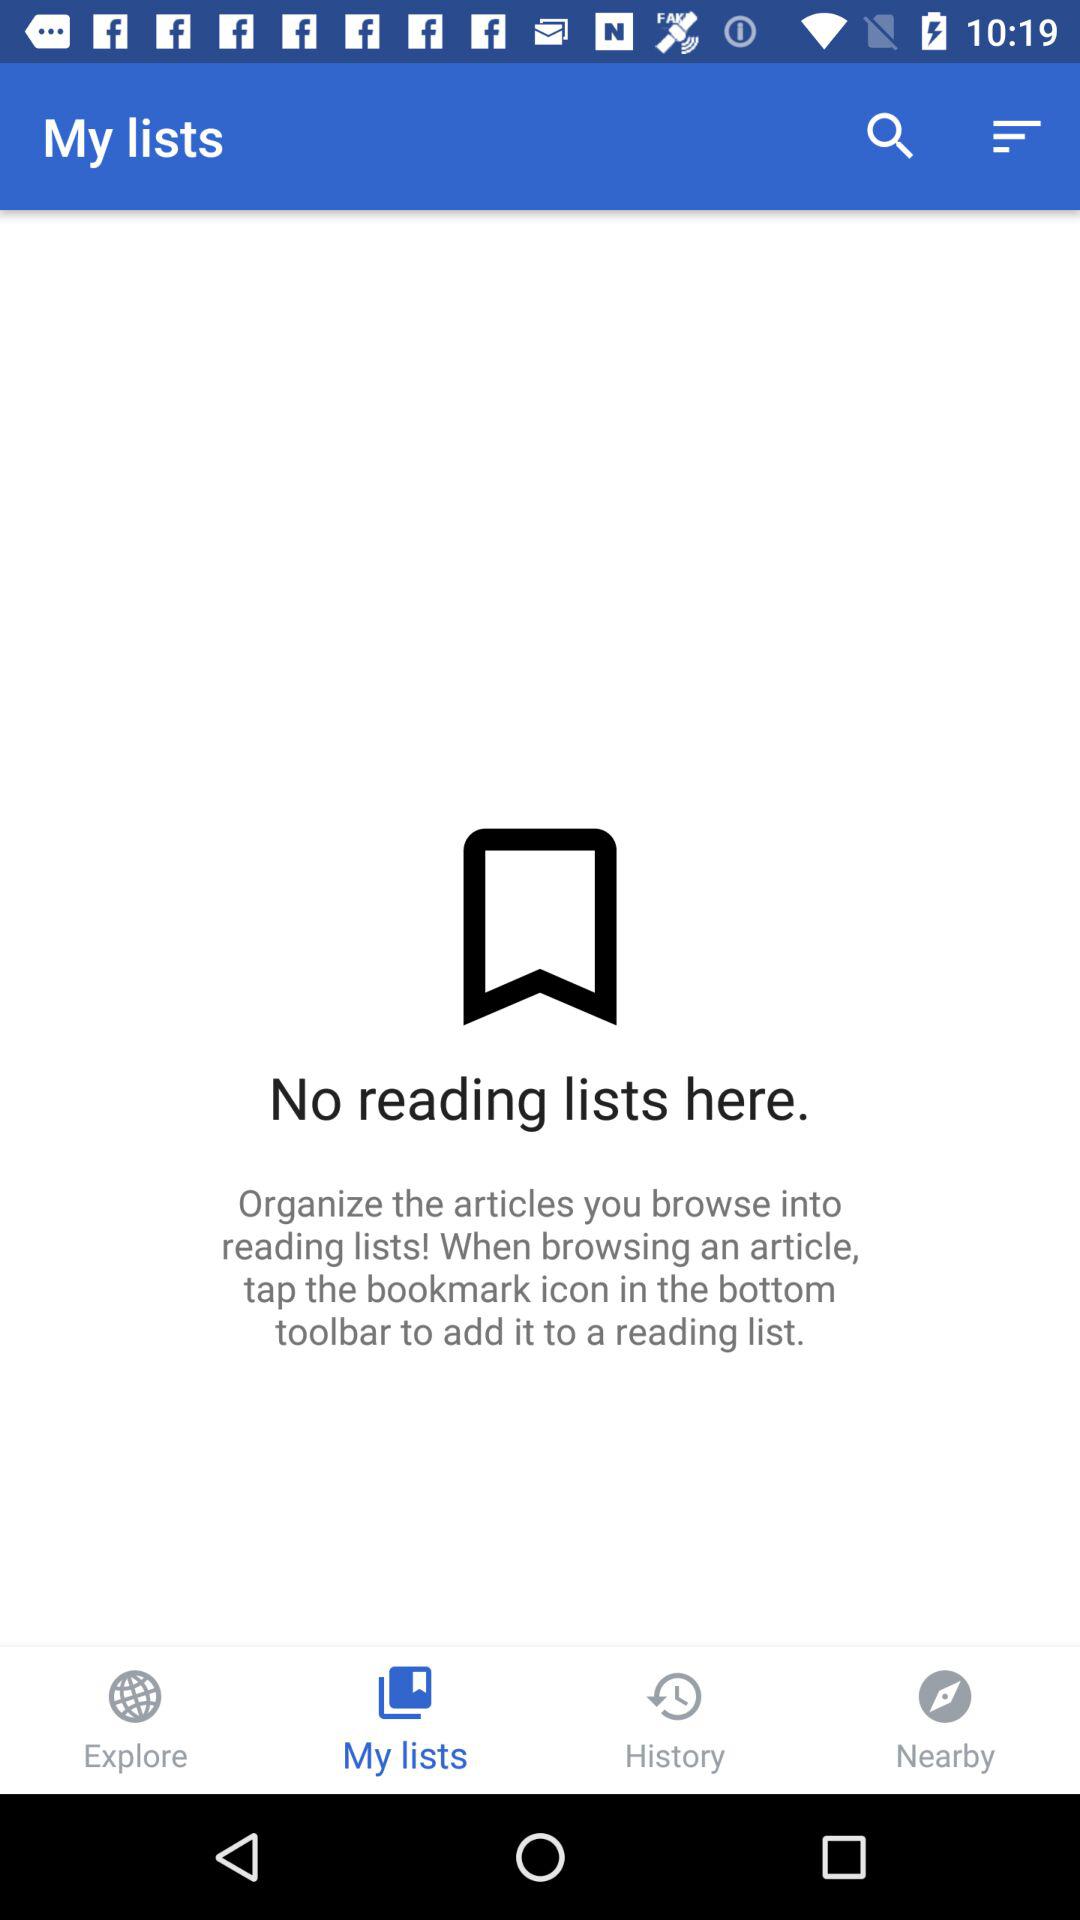 FAKE
10:19
My lists
No reading lists here.
Organize the articles you browse into
reading lists! When browsing an article,
tap the bookmark icon in the bottom
toolbar to add it to a reading list.
Explore
My lists
History
Nearby